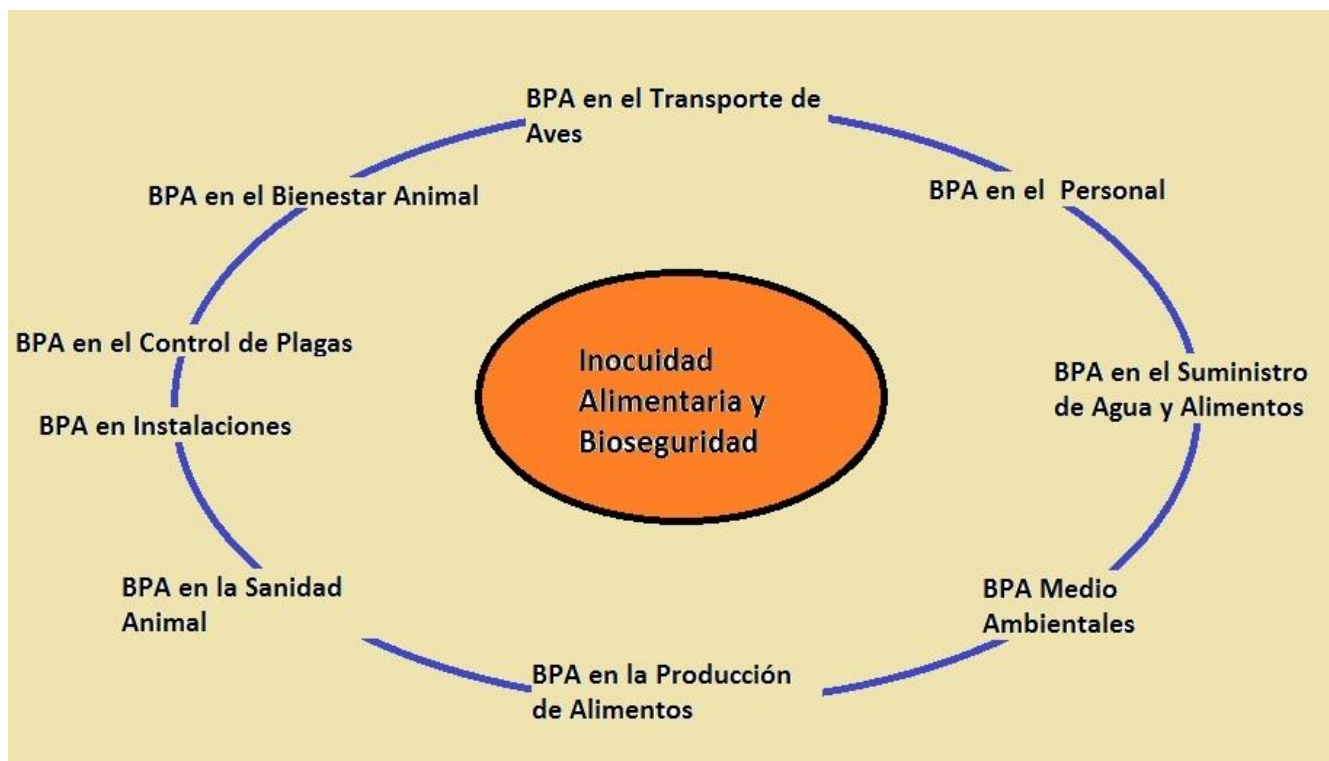 BPA en el Transporte de
Aves
BPA en el Bienestar Animal
BPA en el Personal
BPA en el Control de Plagas
Inocuidad
Alimentaria y
Bioseguridad
BPA en el Suministro
de Agua y Alimentos
BPA en Instalaciones
BPA en la Sanidad
Animal
BPA Medio
Ambientales
BPA en la Producción
de Alimentos